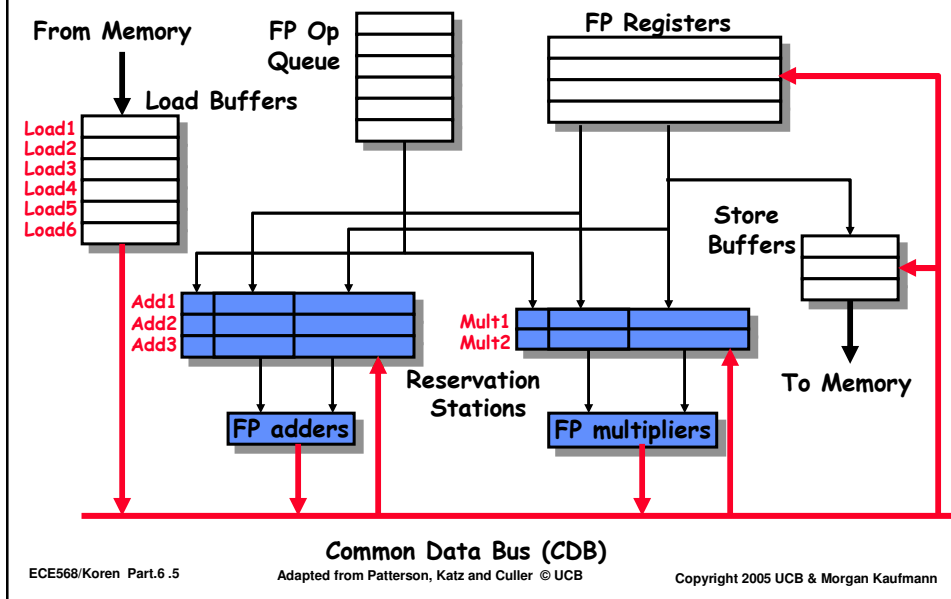 From Memory
FP Op
Queue
FP Registers
Load Buffers
Load1
Load2
Load3
Load4
Load5
Load6
Store
Buffers
Add1
Add2
Add3
Mult1
Mult2
Reservation
Stations
To Memory
FP adders
FP multipliers
Common Data Bus (CDB)
ECE568/Koren Part.6 .5
Adapted from Patterson, Katz and Culler © UCB
Copyright 2005 UCB & Morgan Kaufmann